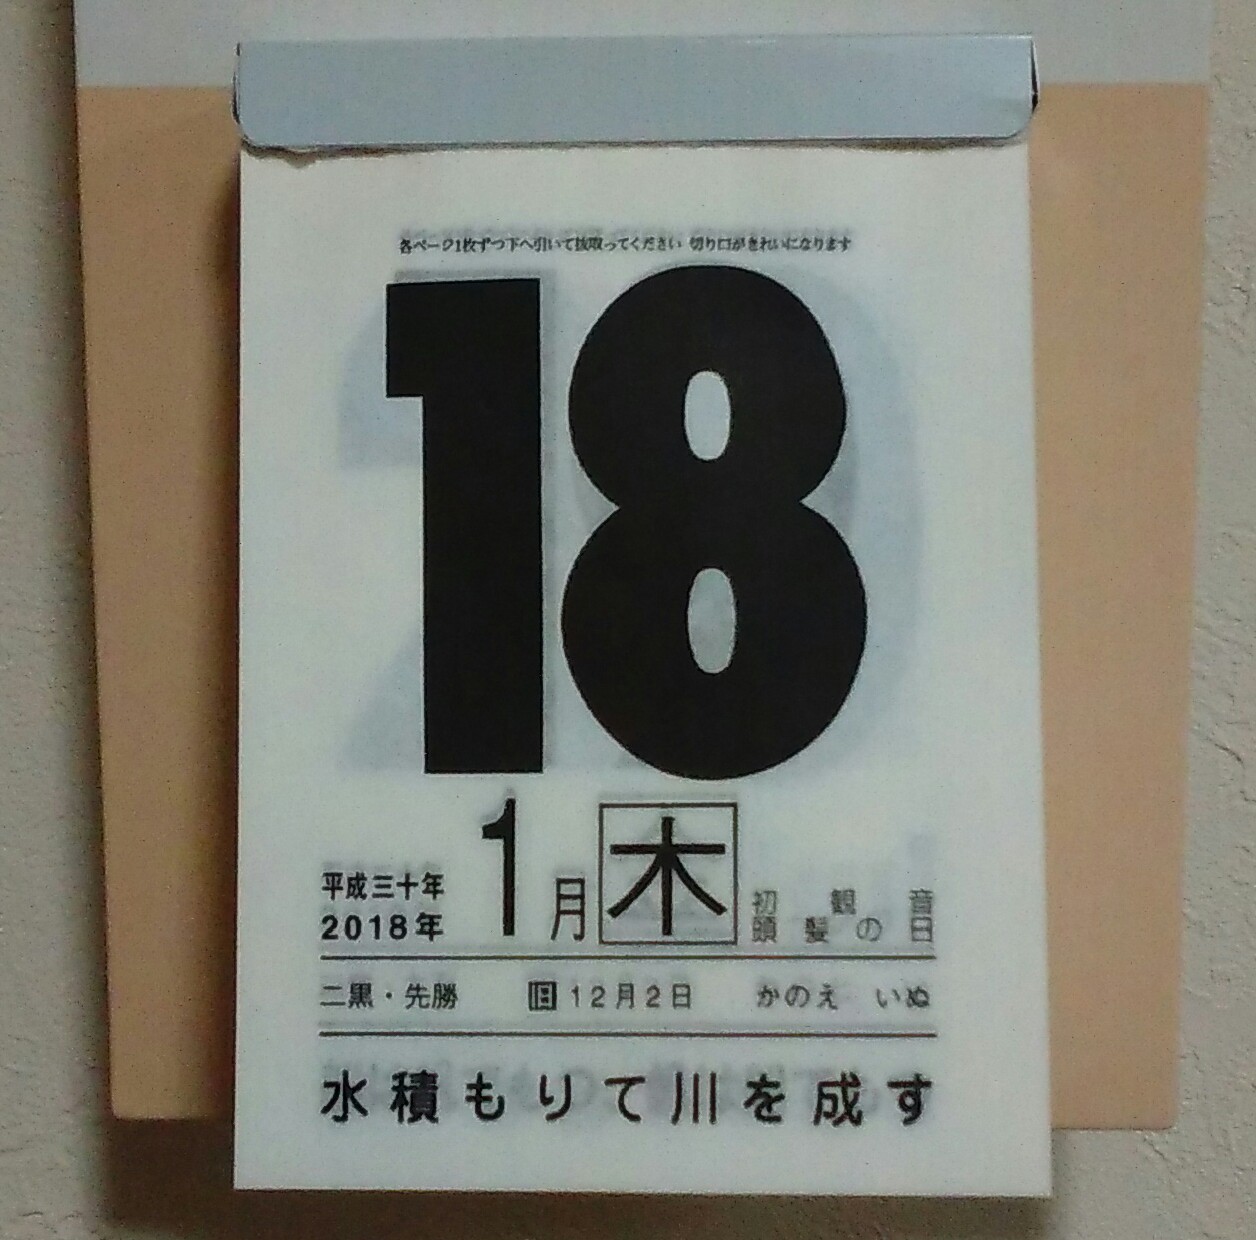 各ページ1枚ずつ下へ引いて抜取ってください 切り口がきれいになります
18
平成三十年
2018年
1月
木
初観音
頭髪の日
二黒・先勝 旧12月2日 かのえ いぬ
水積もりて川を成す